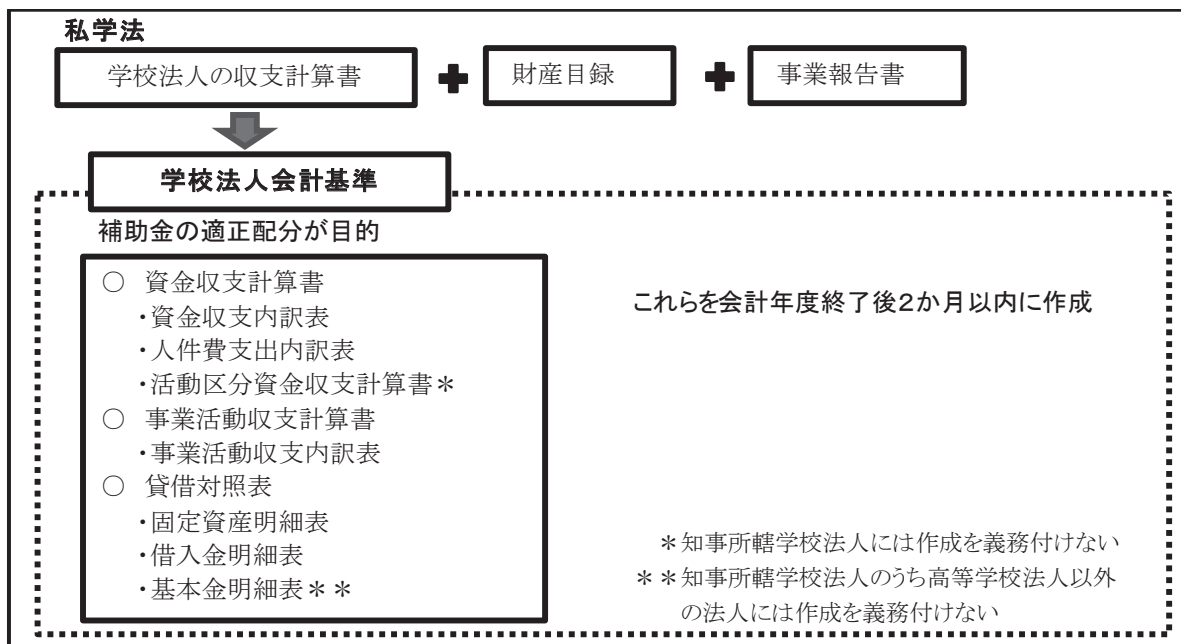 私学法
学校法人の収支計算書 + 財産目録 + 事業報告書
学校法人会計基準
補助金の適正配分が目的
○ 資金収支計算書
・資金収支内訳表
・人件費支出内訳表
・活動区分資金収支計算書＊
○ 事業活動収支計算書
・事業活動収支内訳表
○ 貸借対照表
・固定資産明細表
・借入金明細表
・基本金明細表＊＊
これらを会計年度終了後２か月以内に作成
＊知事所轄学校法人には作成を義務付けない
＊＊知事所轄学校法人のうち高等学校法人以外
の法人には作成を義務付けない